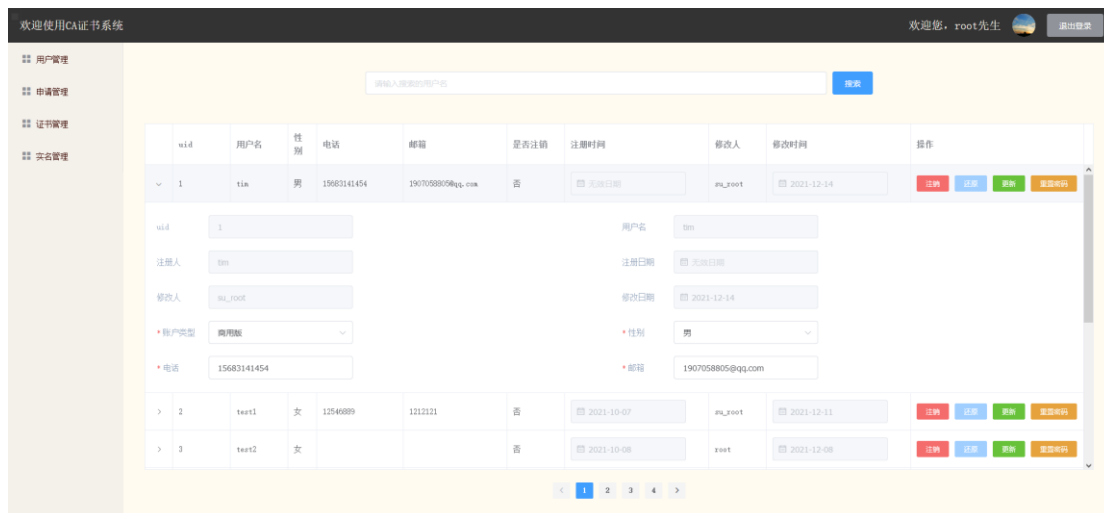 欢迎使用CA证书系统 欢迎您，root先生 退出登录
用户管理
申请管理
证书管理
实名管理
请输入搜索的用户名 搜索
uid 用户名 性别 电话 邮箱 是否注销 注册时间 修改人 修改时间 操作
1 tim 男 15683141454 1907058805@qq.com 否 无效日期 su_root 2021-12-14 注销 还原 更新 重置密码
uid 1 用户名 tim
注册人 tim 注册日期 无效日期
修改人 su_root 修改日期 2021-12-14
*账户类型 商用版 *性别 男
*电话 15683141454 *邮箱 1907058805@qq.com
2 test1 女 12546889 1212121 否 2021-10-07 su_root 2021-12-11 注销 还原 更新 重置密码
3 test2 女 否 2021-10-08 root 2021-12-08 注销 还原 更新 重置密码
1 2 3 4